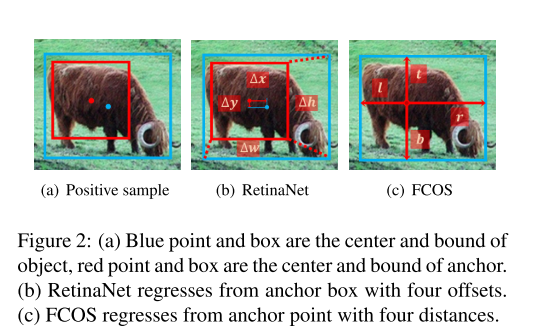 Δx
Δy
Δh
Δw
t
l
r
b
(a) Positive sample
(b) RetinaNet
(c) FCOS
Figure 2: (a) Blue point and box are the center and bound of
object, red point and box are the center and bound of anchor.
(b) RetinaNet regresses from anchor box with four offsets.
(c) FCOS regresses from anchor point with four distances.